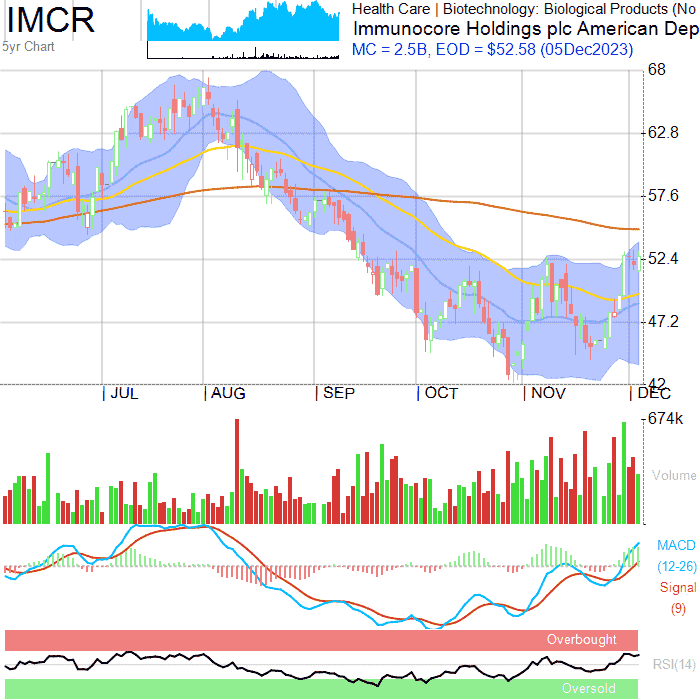 IMCR
5yr Chart
Health Care | Biotechnology: Biological Products (No
Immunocore Holdings plc American Dep
MC = 2.5B, EOD = $52.58 (05Dec2023)
68
62.8
57.6
52.4
47.2
42
JUL AUG SEP OCT NOV DEC
674k
Volume
MACD
(12-26)
Signal
(9)
Overbought
RSI(14)
Oversold